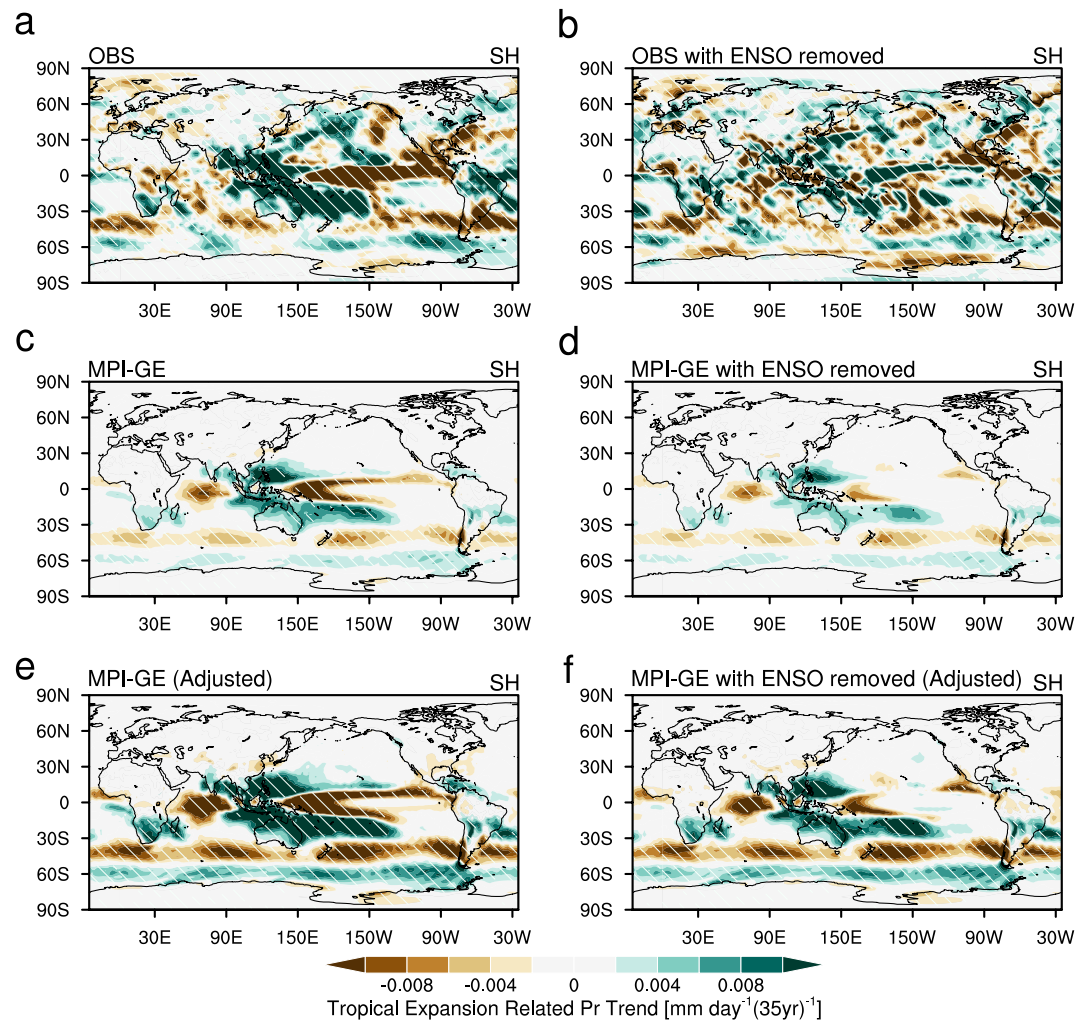 a
b
OBS
SH
OBS with ENSO removed
SH
90N
60N
30N
0
30S
60S
90S
30E 90E 150E 150W 90W 30W
90N
60N
30N
0
30S
60S
90S
30E 90E 150E 150W 90W 30W
c
d
MPI-GE
SH
MPI-GE with ENSO removed
SH
90N
60N
30N
0
30S
60S
90S
30E 90E 150E 150W 90W 30W
90N
60N
30N
0
30S
60S
90S
30E 90E 150E 150W 90W 30W
e
f
MPI-GE (Adjusted)
SH
MPI-GE with ENSO removed (Adjusted)
SH
90N
60N
30N
0
30S
60S
90S
30E 90E 150E 150W 90W 30W
90N
60N
30N
0
30S
60S
90S
30E 90E 150E 150W 90W 30W
-0.008 -0.004 0 0.004 0.008
Tropical Expansion Related Pr Trend [mm day⁻¹(35yr)⁻¹]